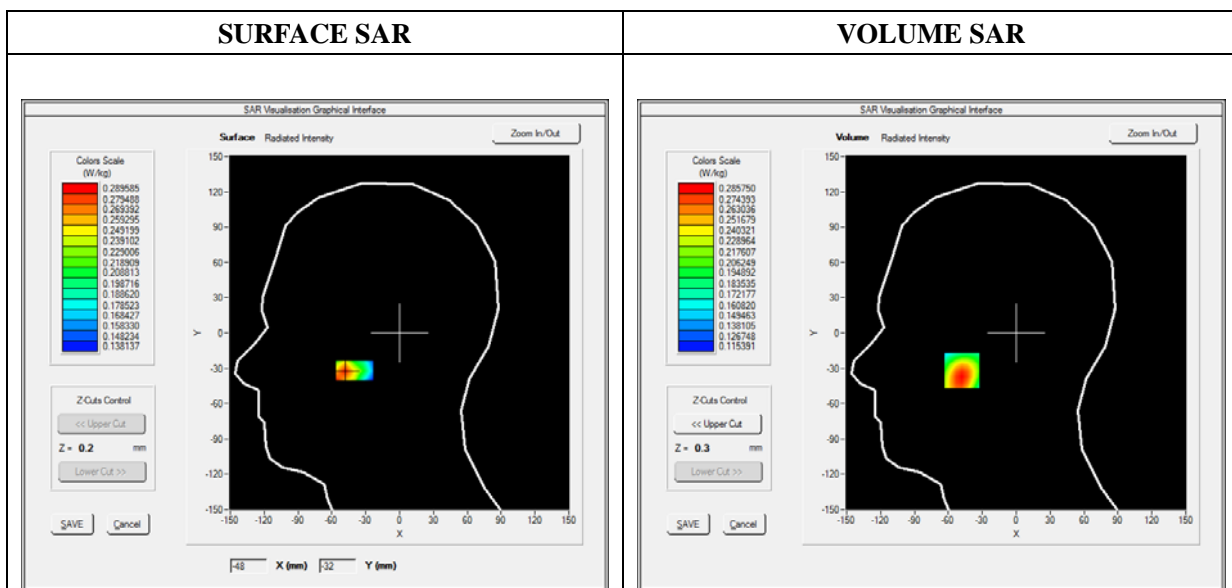 SURFACE SAR
VOLUME SAR
SAR Visualisation Graphical Interface
Surface Radiated Intensity
Zoom In/Out
Colors Scale
(W/kg)
0.289585
0.279488
0.269392
0.259295
0.249199
0.239102
0.229006
0.218909
0.208813
0.198716
0.188620
0.178523
0.168427
0.158330
0.148234
0.138137
Z-Cuts Control
<< Upper Cut
Z = 0.2 mm
Lower Cut >>
SAVE Cancel
150
120
90
60
30
Y 0
-30
-60
-90
-120
-150
-150 -120 -90 -60 -30 0 30 60 90 120 150
X
-48 X (mm) -32 Y (mm)
SAR Visualisation Graphical Interface
Volume Radiated Intensity
Zoom In/Out
Colors Scale
(W/kg)
0.285750
0.274393
0.263036
0.251679
0.240321
0.228964
0.217607
0.206249
0.194892
0.183535
0.172177
0.160820
0.149463
0.138105
0.126748
0.115391
Z-Cuts Control
<< Upper Cut
Z = 0.3 mm
Lower Cut >>
SAVE Cancel
150
120
90
60
30
Y 0
-30
-60
-90
-120
-150
-150 -120 -90 -60 -30 0 30 60 90 120 150
X